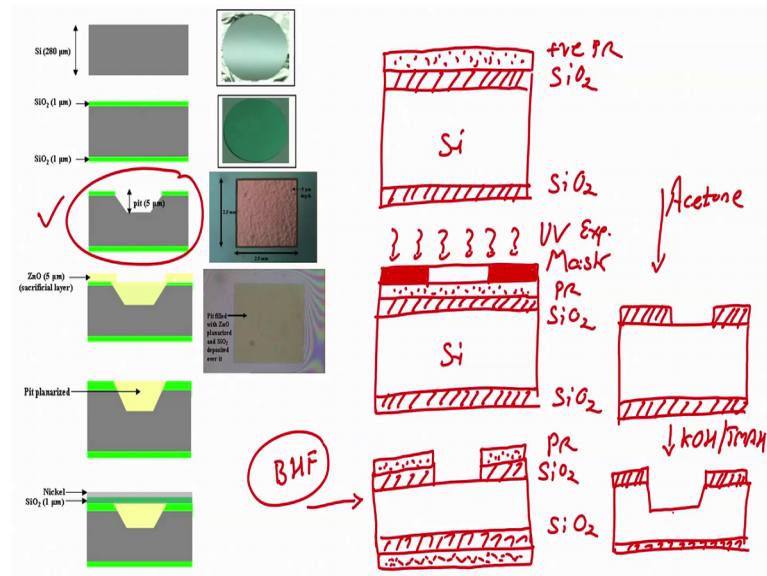 Si (280 µm)
SiO₂ (1 µm)
SiO₂ (1 µm)
pit (5 µm)
5 µm
depth
2.5 mm
2.5 mm
ZnO (5 µm)
(sacrificial layer)
Pit filled
with ZnO
planarized
and SiO₂
deposited
over it
Pit planarized
Nickel
SiO₂ (1 µm)
+ve PR
SiO₂
Si
SiO₂
UV Exp.
Mask
PR
SiO₂
Si
SiO₂
BHF
PR
SiO₂
SiO₂
Acetone
KOH/TMAH